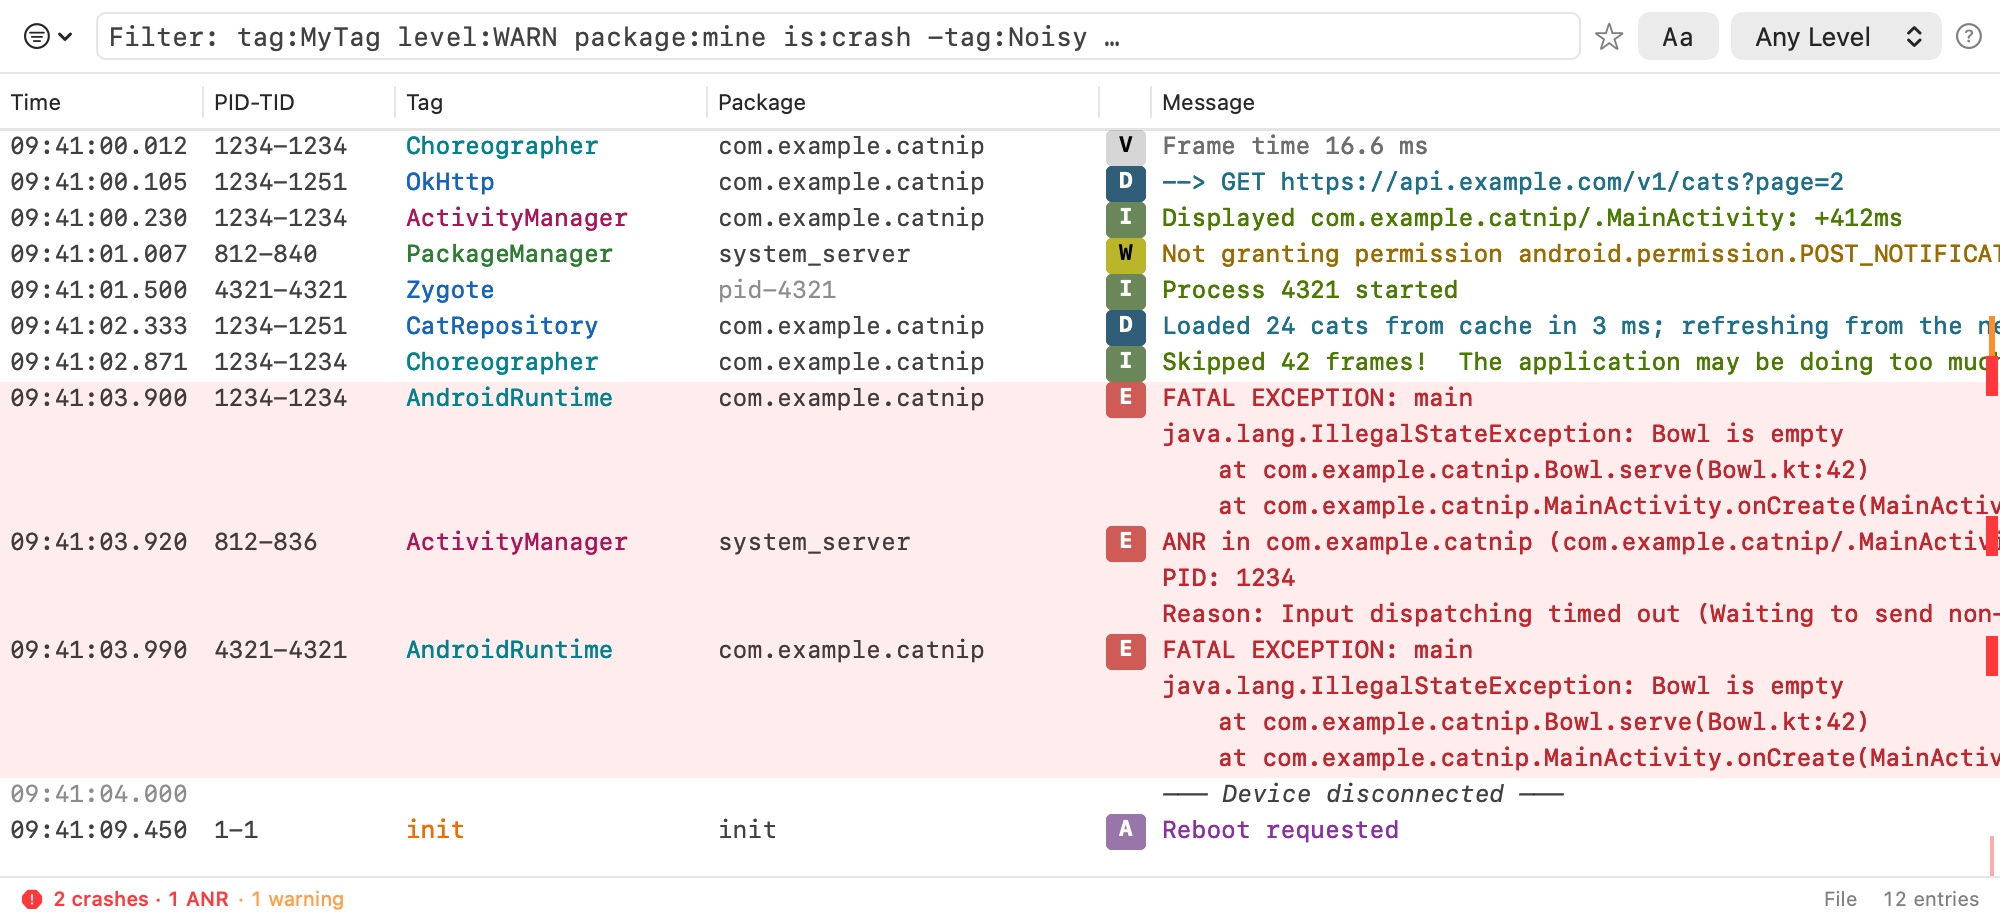 Filter: tag:MyTag level:WARN package:mine is:crash -tag:Noisy … Aa Any Level ?
Time PID-TID Tag Package Message
09:41:00.012 1234-1234 Choreographer com.example.catnip V Frame time 16.6 ms
09:41:00.105 1234-1251 OkHttp com.example.catnip D --> GET https://api.example.com/v1/cats?page=2
09:41:00.230 1234-1234 ActivityManager com.example.catnip I Displayed com.example.catnip/.MainActivity: +412ms
09:41:01.007 812-840 PackageManager system_server W Not granting permission android.permission.POST_NOTIFICAT
09:41:01.500 4321-4321 Zygote pid-4321 I Process 4321 started
09:41:02.333 1234-1251 CatRepository com.example.catnip D Loaded 24 cats from cache in 3 ms; refreshing from the ne
09:41:02.871 1234-1234 Choreographer com.example.catnip I Skipped 42 frames!  The application may be doing too muc
09:41:03.900 1234-1234 AndroidRuntime com.example.catnip E FATAL EXCEPTION: main
java.lang.IllegalStateException: Bowl is empty
at com.example.catnip.Bowl.serve(Bowl.kt:42)
at com.example.catnip.MainActivity.onCreate(MainActiv
09:41:03.920 812-836 ActivityManager system_server E ANR in com.example.catnip (com.example.catnip/.MainActivi
PID: 1234
Reason: Input dispatching timed out (Waiting to send non-
09:41:03.990 4321-4321 AndroidRuntime com.example.catnip E FATAL EXCEPTION: main
java.lang.IllegalStateException: Bowl is empty
at com.example.catnip.Bowl.serve(Bowl.kt:42)
at com.example.catnip.MainActivity.onCreate(MainActiv
09:41:04.000 ─── Device disconnected ───
09:41:09.450 1-1 init init A Reboot requested
2 crashes · 1 ANR · 1 warning File 12 entries